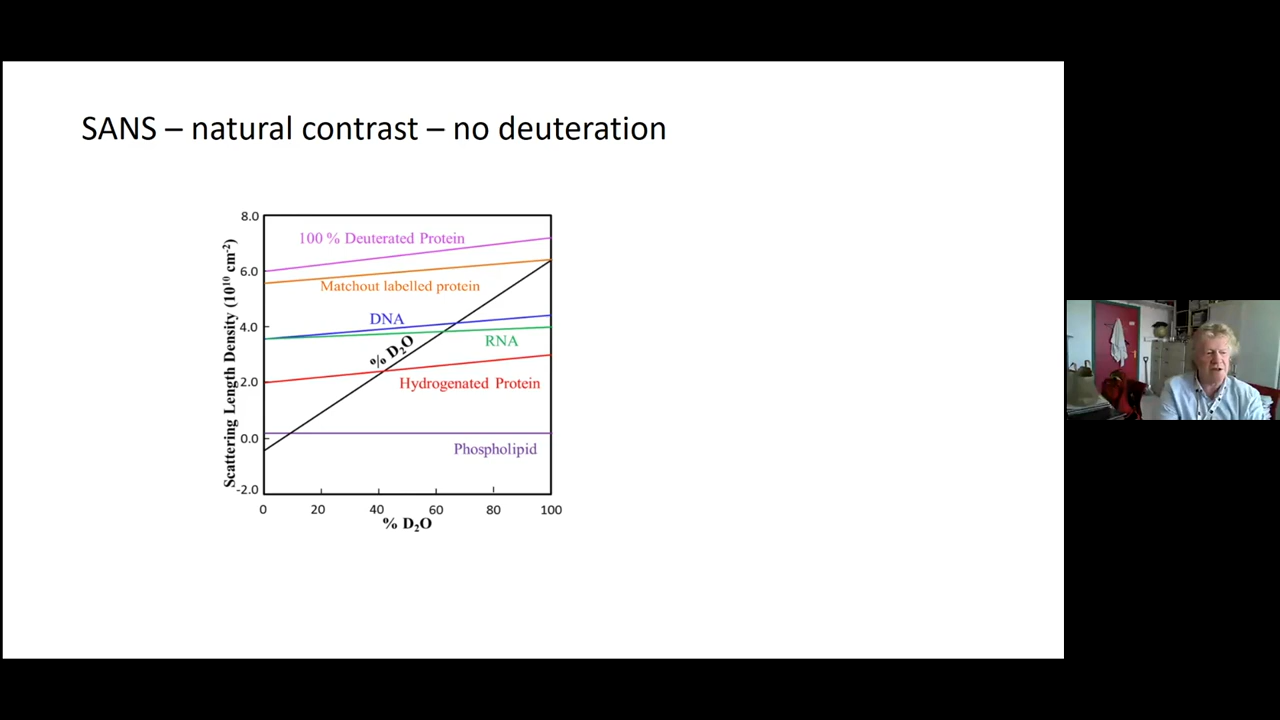 SANS – natural contrast – no deuteration
Scattering Length Density (10¹⁰ cm⁻²)
8.0
6.0
4.0
2.0
0.0
-2.0
100 % Deuterated Protein
Matchout labelled protein
DNA
% D₂O
RNA
Hydrogenated Protein
Phospholipid
0 20 40 60 80 100
% D₂O